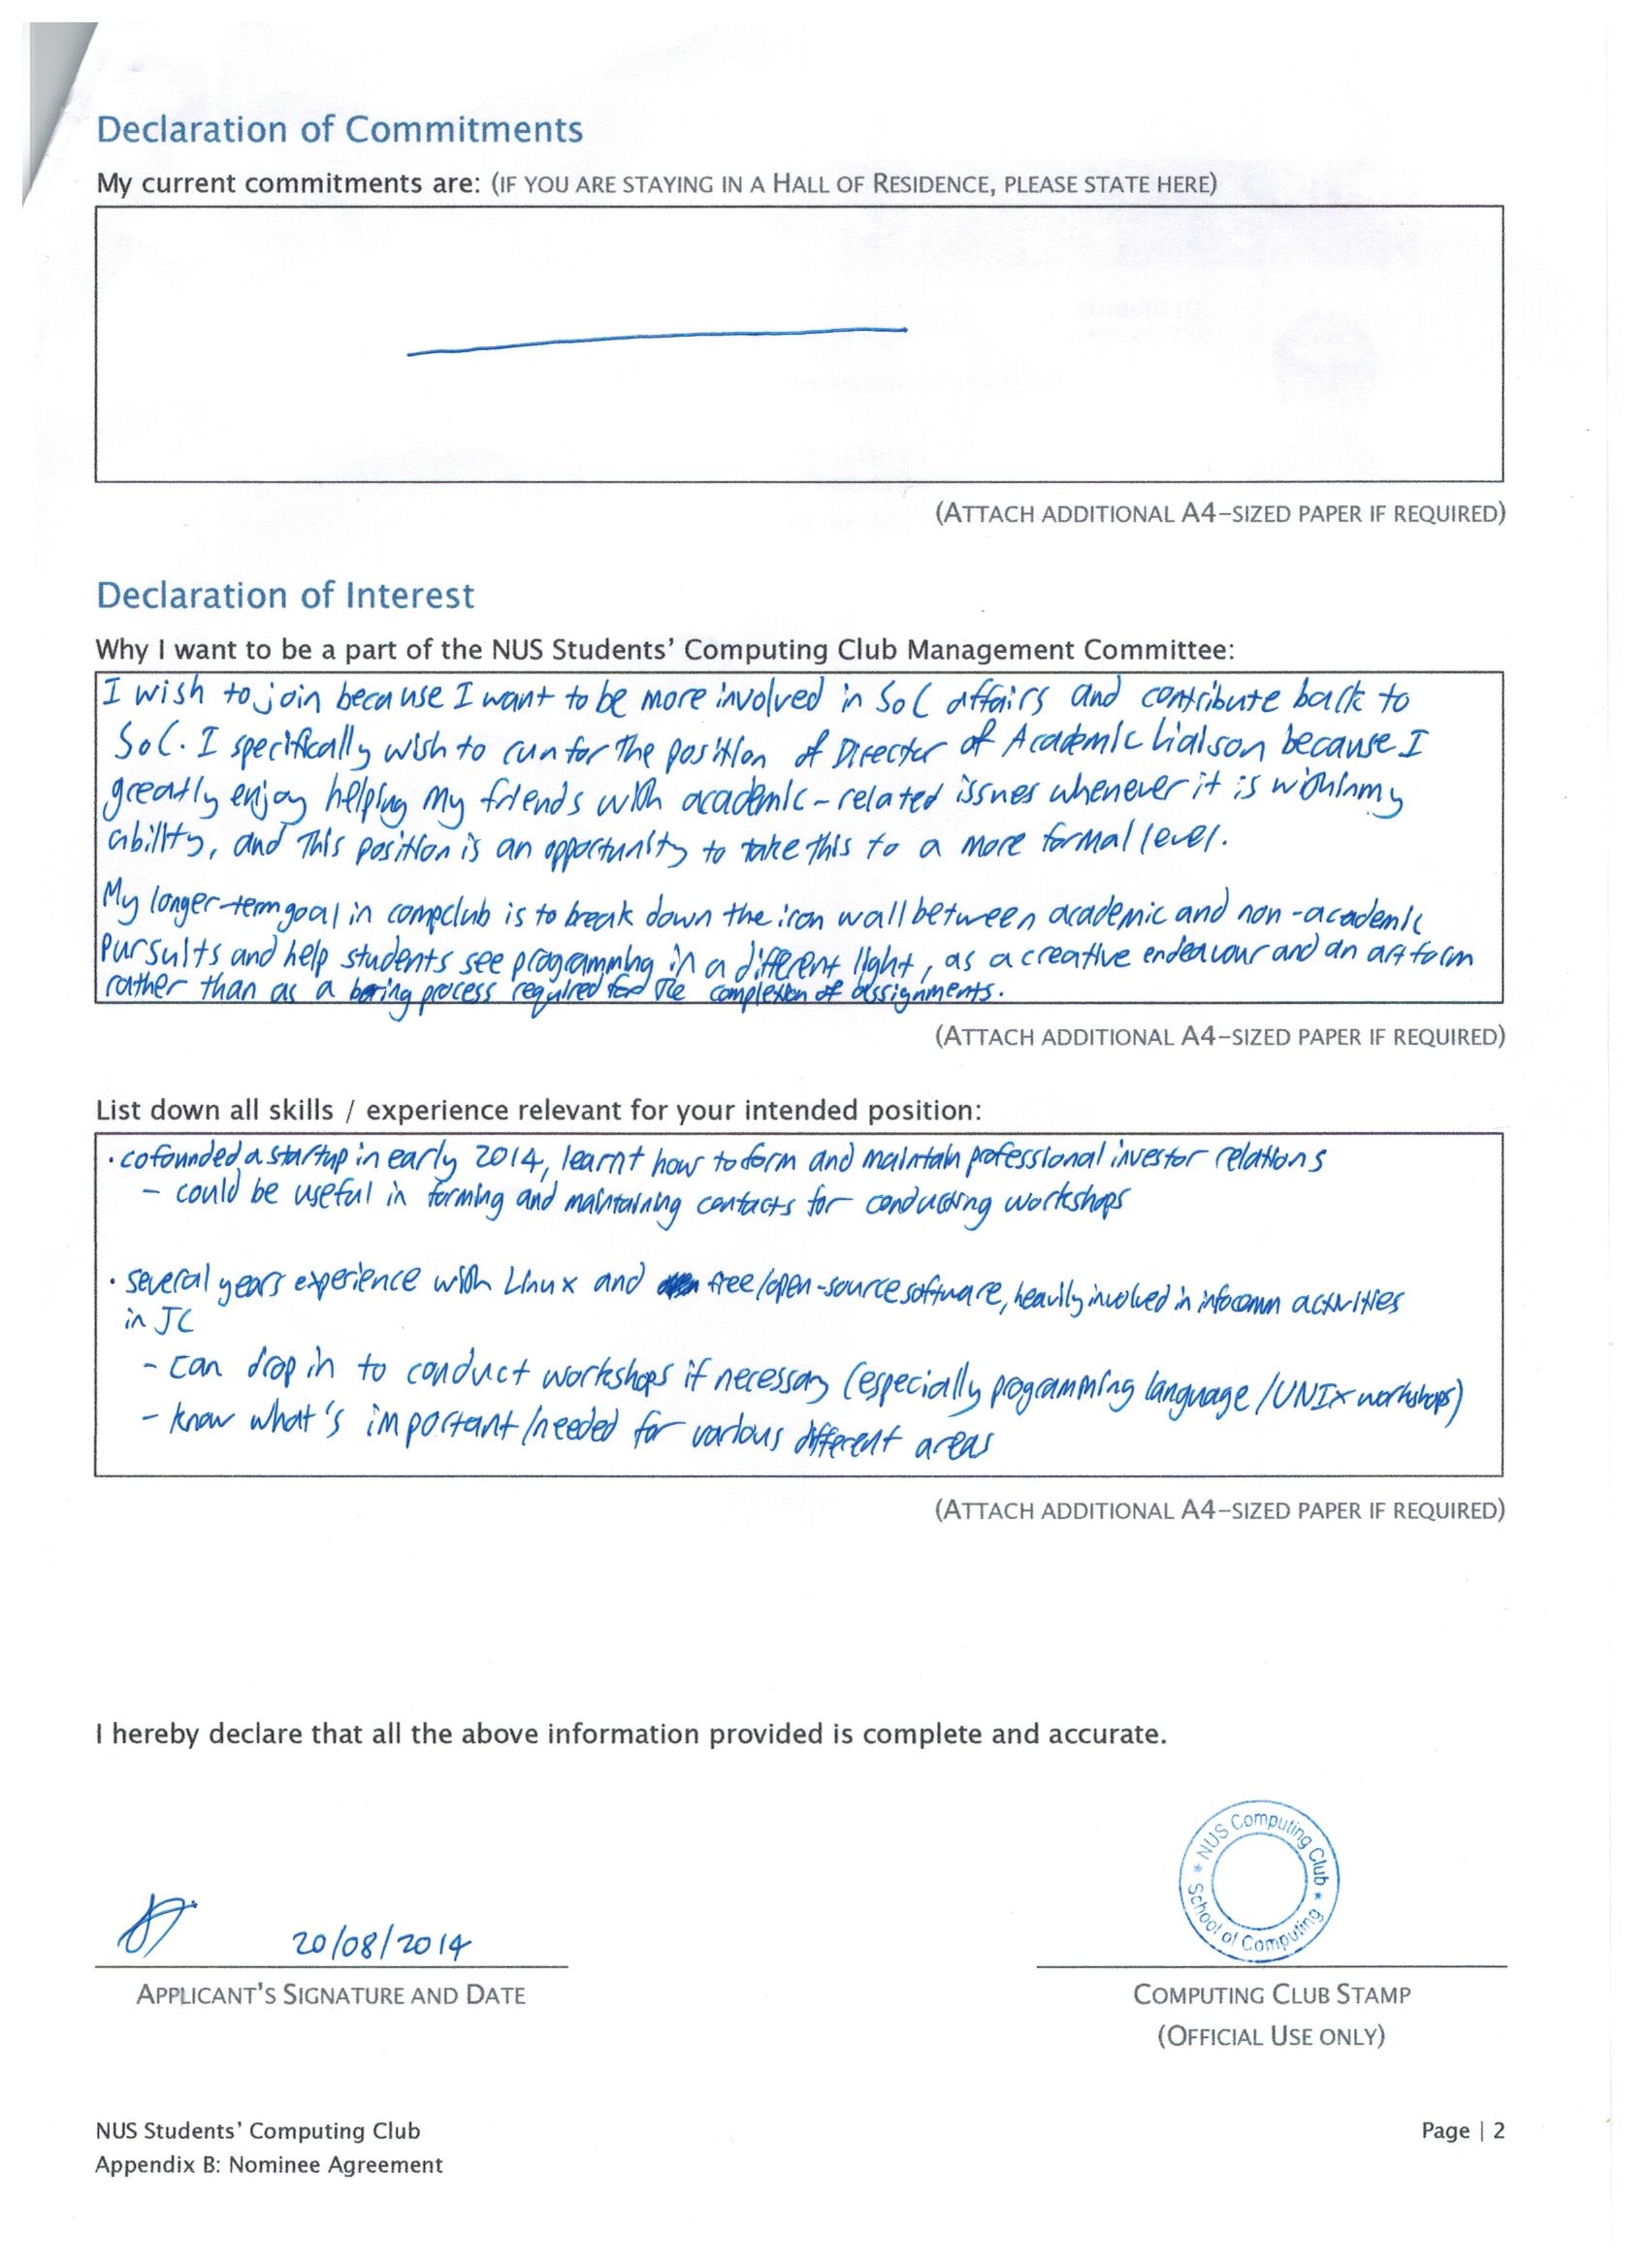 Declaration of Commitments
My current commitments are: (IF YOU ARE STAYING IN A HALL OF RESIDENCE, PLEASE STATE HERE)
(ATTACH ADDITIONAL A4-SIZED PAPER IF REQUIRED)
Declaration of Interest
Why I want to be a part of the NUS Students' Computing Club Management Committee:
I wish to join because I want to be more involved in SoC affairs and contribute back to
SoC. I specifically wish to run for the position of Director of Academic Liaison because I
greatly enjoy helping my friends with academic-related issues whenever it is within my
ability, and this position is an opportunity to take this to a more formal level.
My longer-term goal in compclub is to break down the iron wall between academic and non-academic
pursuits and help students see programming in a different light, as a creative endeavour and an art form
rather than as a boring process required for the completion of assignments.
(ATTACH ADDITIONAL A4-SIZED PAPER IF REQUIRED)
List down all skills / experience relevant for your intended position:
· cofounded a startup in early 2014, learnt how to form and maintain professional investor relations
- could be useful in forming and maintaining contacts for conducting workshops
· several years experience with Linux and free/open-source software, heavily involved in infocomm activities
in JC
- can drop in to conduct workshops if necessary (especially programming language/UNIX workshops)
- know what's important/needed for various different areas
(ATTACH ADDITIONAL A4-SIZED PAPER IF REQUIRED)
I hereby declare that all the above information provided is complete and accurate.
20/08/2014
* NUS Computing Club *
School of Computing
APPLICANT'S SIGNATURE AND DATE
COMPUTING CLUB STAMP
(OFFICIAL USE ONLY)
NUS Students' Computing Club
Page | 2
Appendix B: Nominee Agreement